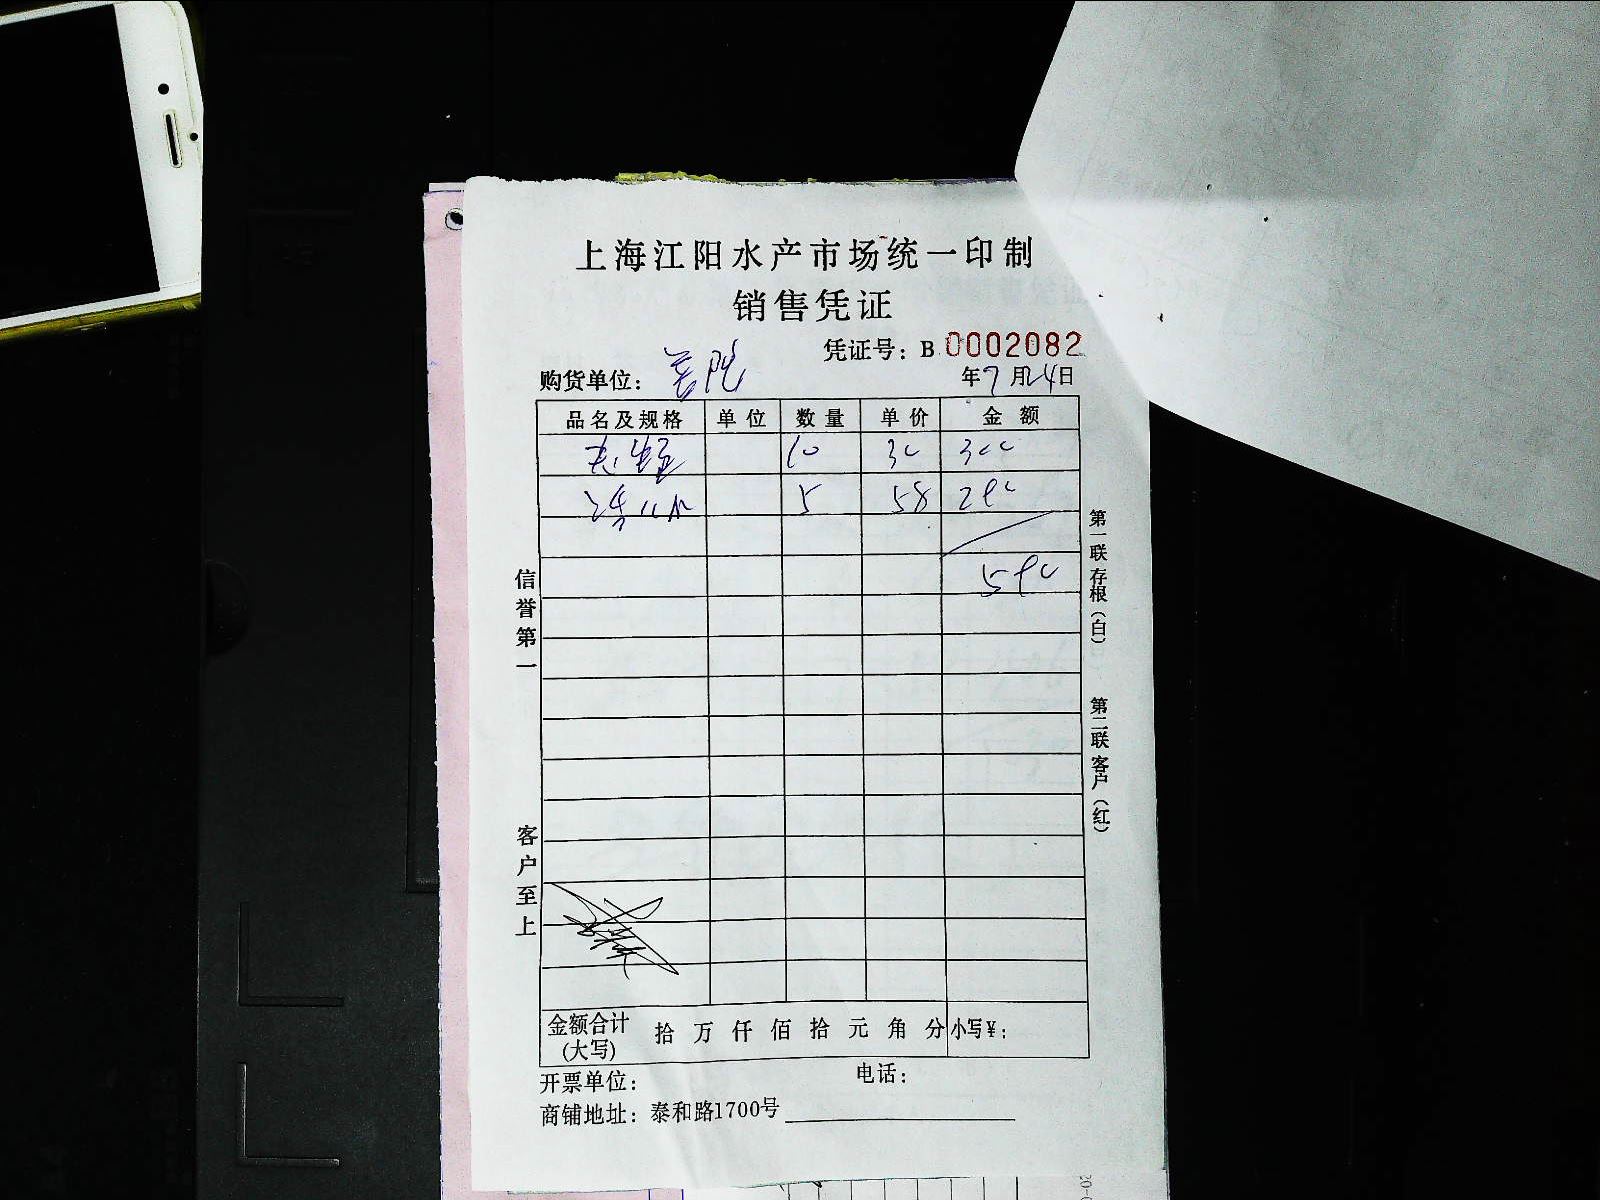 上海江阳水产市场统一印制
销售凭证
凭证号：B 0002082
购货单位：
年7月24日
品名及规格 单位 数量 单价 金额
10 30 300
5 58 290
590
信誉第一
客户至上
第一联存根（白）
第二联客户（红）
金额合计(大写) 拾 万 仟 佰 拾 元 角 分 小写¥：
开票单位： 电话：
商铺地址：泰和路1700号